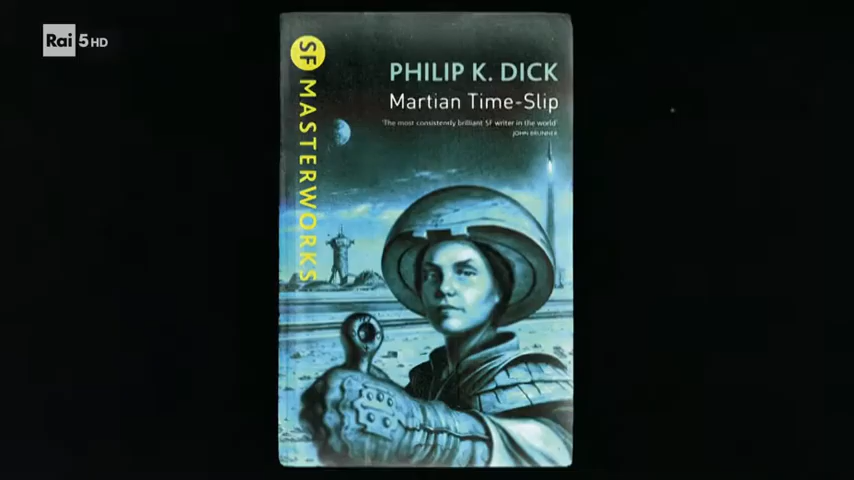 Rai 5HD
SF MASTERWORKS
PHILIP K. DICK
Martian Time-Slip
'The most consistently brilliant SF writer in the world'
JOHN BRUNNER